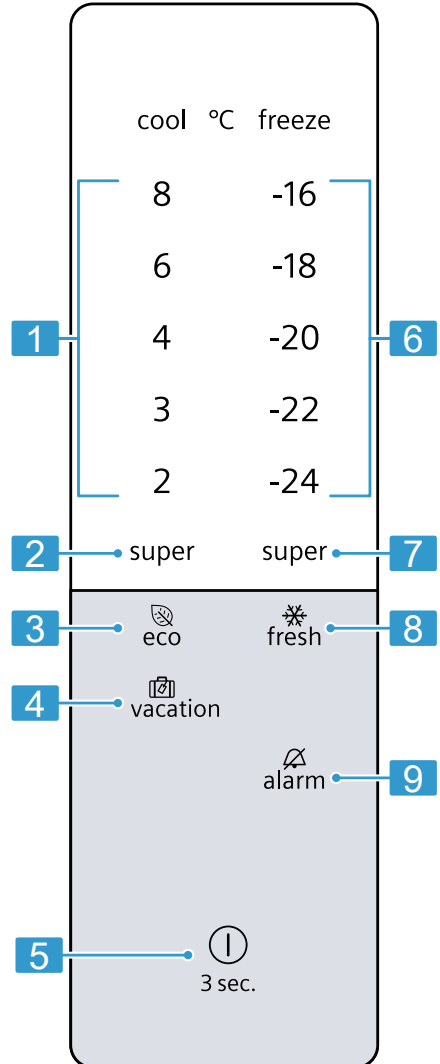 cool °C freeze
8 -16
6 -18
1 4 -20 6
3 -22
2 -24
2 super super 7
3 eco fresh 8
4 vacation
alarm 9
5
3 sec.